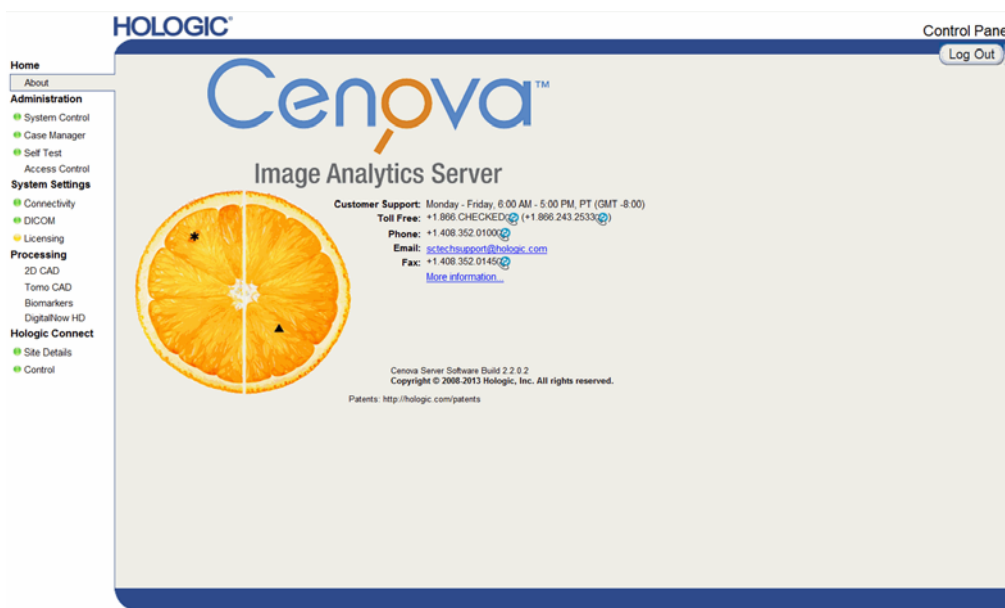 HOLOGIC®
Control Pane
Log Out
Home
About
Administration
System Control
Case Manager
Self Test
Access Control
System Settings
Connectivity
DICOM
Licensing
Processing
2D CAD
Tomo CAD
Biomarkers
DigitalNow HD
Hologic Connect
Site Details
Control
Cenova™
Image Analytics Server
Customer Support: Monday - Friday, 6:00 AM - 5:00 PM, PT (GMT -8:00)
Toll Free: +1.866.CHECKED (+1.866.243.2533)
Phone: +1.408.352.0100
Email: sctechsupport@hologic.com
Fax: +1.408.352.0145
More information...
Cenova Server Software Build 2.2.0.2
Copyright © 2008-2013 Hologic, Inc. All rights reserved.
Patents: http://hologic.com/patents